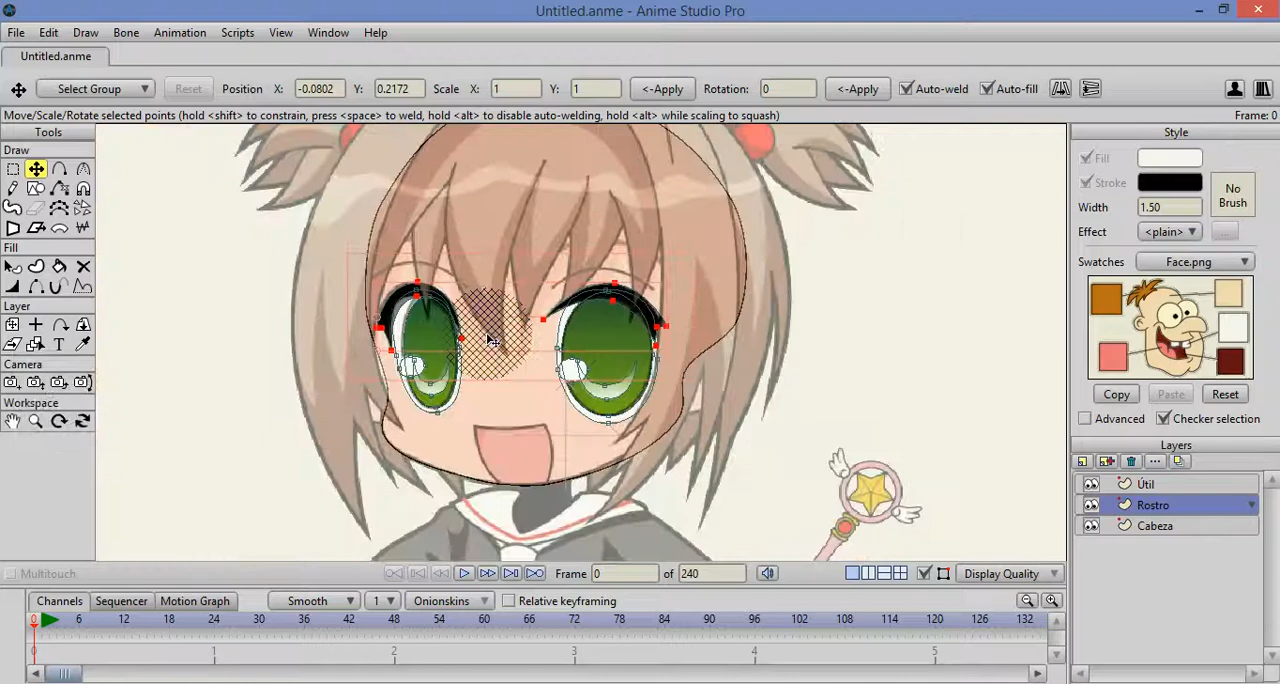 Untitled.anme - Anime Studio Pro
File Edit Draw Bone Animation Scripts View Window Help
Untitled.anme
Select Group Reset Position X: -0.0802 Y: 0.2172 Scale X: 1 Y: 1 <-Apply Rotation: 0 <-Apply Auto-weld Auto-fill
Move/Scale/Rotate selected points (hold <shift> to constrain, press <space> to weld, hold <alt> to disable auto-welding, hold <alt> while scaling to squash) Frame: 0
Tools
Draw
Fill
Layer
Camera
Workspace
Style
Fill
Stroke
No Brush
Width 1.50
Effect <plain> ...
Swatches Face.png
Copy Paste Reset
Advanced Checker selection
Layers
Útil
Rostro
Cabeza
Multitouch Frame 0 of 240 Display Quality
Channels Sequencer Motion Graph Smooth 1 Onionskins Relative keyframing
0 6 12 18 24 30 36 42 48 54 60 66 72 78 84 90 96 102 108 114 120 126 132
0 1 2 3 4 5